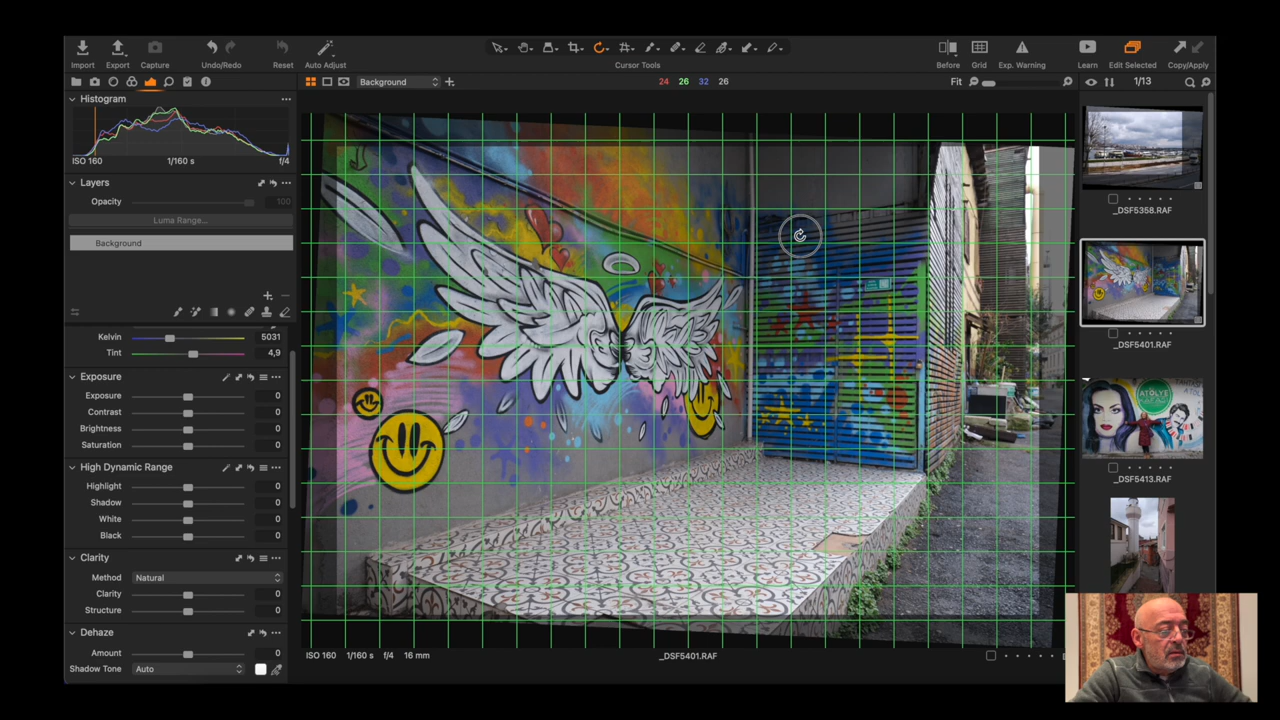 Import
Export
Capture
Undo/Redo
Reset
Auto Adjust
Cursor Tools
Before
Grid
Exp. Warning
Learn
Edit Selected
Copy/Apply
Background
24 26 32 26
Fit
1/13
Histogram
ISO 160
1/160 s
f/4
Layers
Opacity
100
Luma Range...
Background
Kelvin
5031
Tint
4,9
Exposure
Exposure
0
Contrast
0
Brightness
0
Saturation
0
High Dynamic Range
Highlight
0
Shadow
0
White
0
Black
0
Clarity
Method
Natural
Clarity
0
Structure
0
Dehaze
Amount
0
Shadow Tone
Auto
ISO 160 1/160 s f/4 16 mm
_DSF5401.RAF
_DSF5358.RAF
_DSF5401.RAF
ATOLYE
_DSF5413.RAF